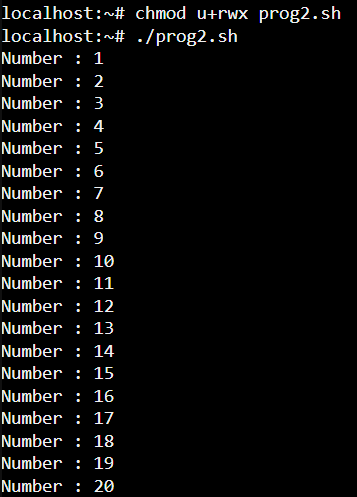 localhost:~# chmod u+rwx prog2.sh
localhost:~# ./prog2.sh
Number : 1
Number : 2
Number : 3
Number : 4
Number : 5
Number : 6
Number : 7
Number : 8
Number : 9
Number : 10
Number : 11
Number : 12
Number : 13
Number : 14
Number : 15
Number : 16
Number : 17
Number : 18
Number : 19
Number : 20